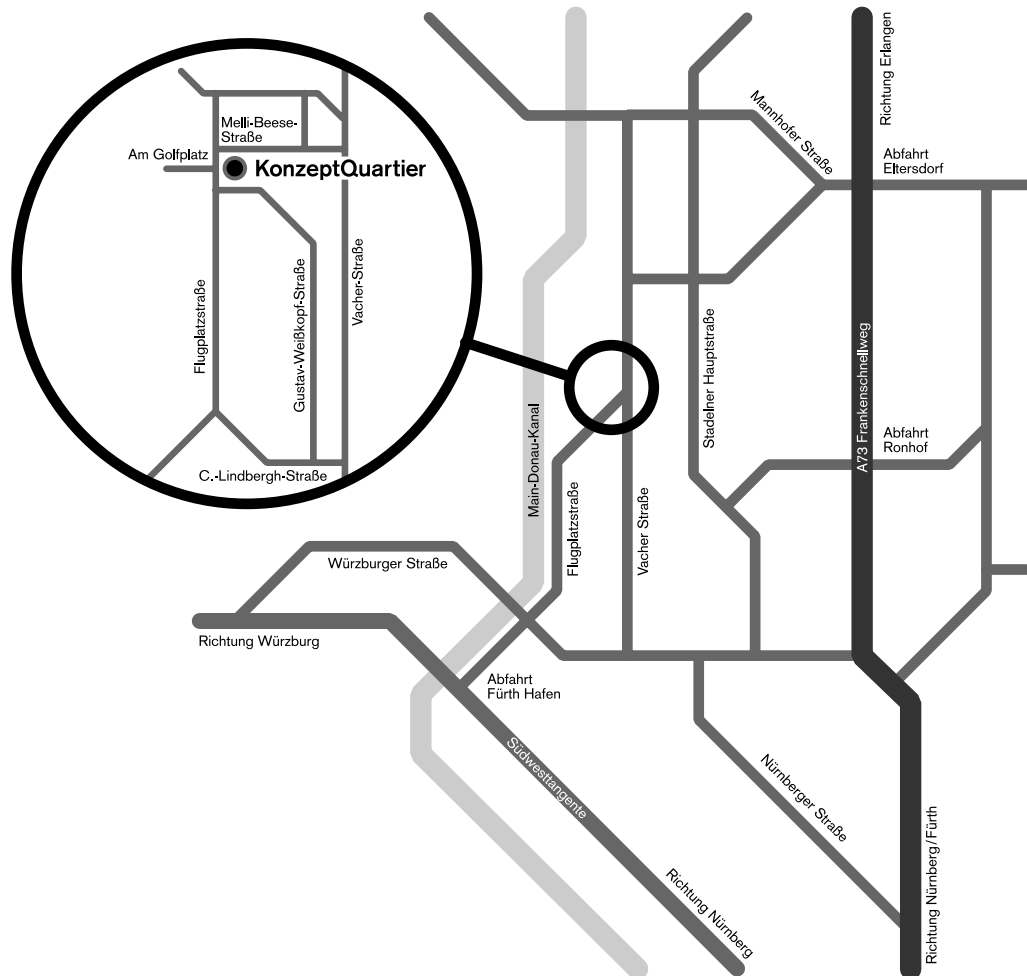 Richtung Erlangen
Melli-Beese-
Straße
Am Golfplatz
KonzeptQuartier
Mannhofer Straße
Abfahrt
Eltersdorf
Flugplatzstraße
Gustav-Weißkopf-Straße
Vacher-Straße
C.-Lindbergh-Straße
Main-Donau-Kanal
Flugplatzstraße
Vacher Straße
Stadelner Hauptstraße
A73 Frankenschnellweg
Abfahrt
Ronhof
Würzburger Straße
Richtung Würzburg
Abfahrt
Fürth Hafen
Südwesttangente
Richtung Nürnberg
Nürnberger Straße
Richtung Nürnberg/Fürth